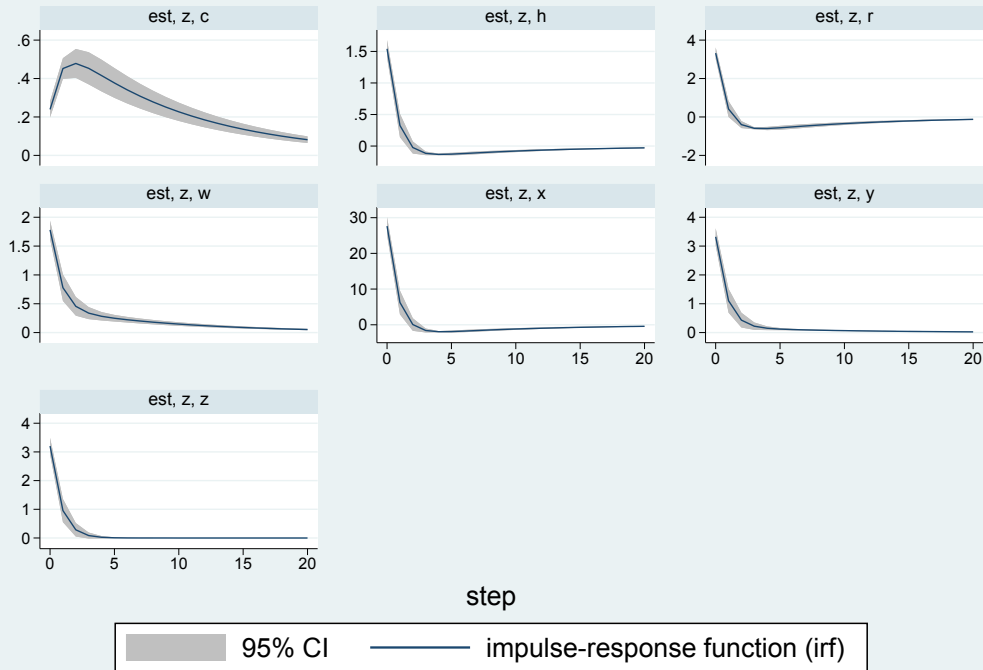 est, z, c
.6
.4
.2
0
est, z, h
1.5
1
.5
0
est, z, r
4
2
0
-2
est, z, w
2
1.5
1
.5
0
est, z, x
30
20
10
0
0 5 10 15 20
est, z, y
4
3
2
1
0
0 5 10 15 20
est, z, z
4
3
2
1
0
0 5 10 15 20
step
95% CI impulse-response function (irf)